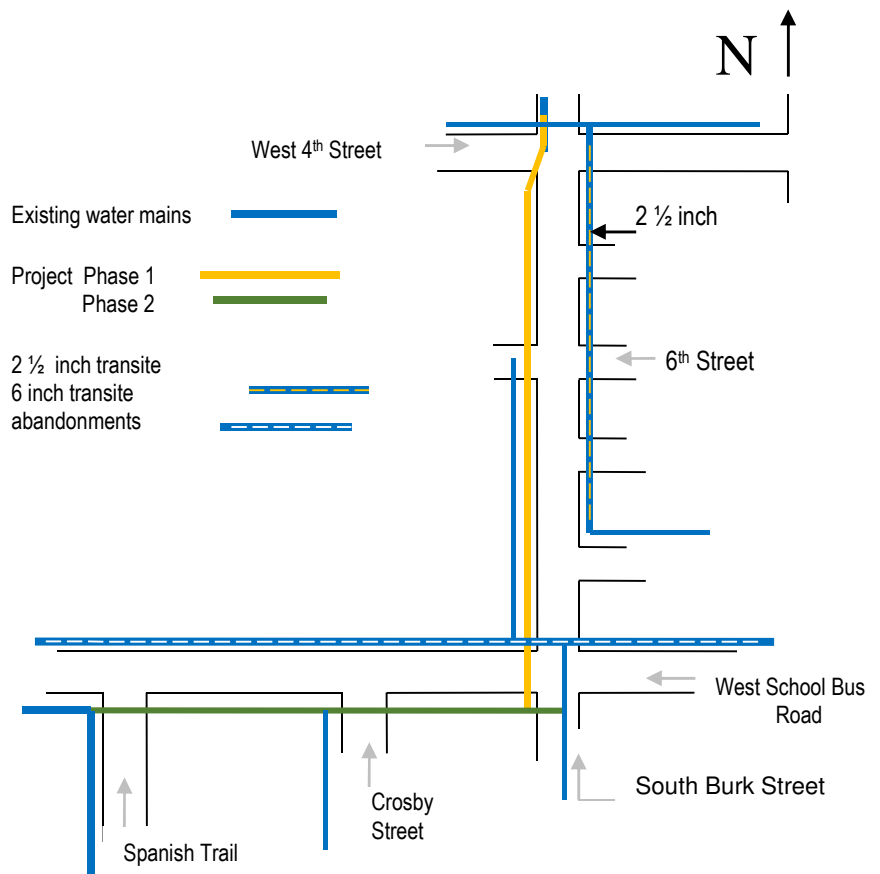 N
West 4th Street
Existing water mains
2 ½ inch
Project Phase 1
Phase 2
6th Street
2 ½ inch transite
6 inch transite
abandonments
West School Bus
Road
South Burk Street
Crosby
Street
Spanish Trail